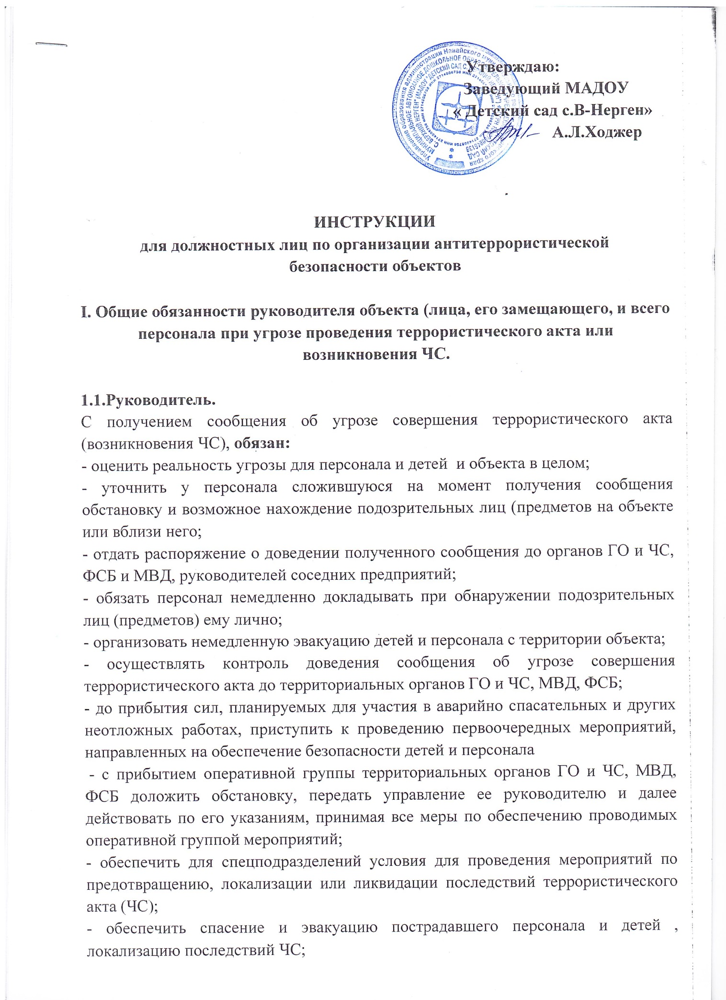 Утверждаю:
Заведующий МАДОУ
« Детский сад с.В-Нерген»
А.Л.Ходжер
ИНСТРУКЦИИ
для должностных лиц по организации антитеррористической
безопасности объектов
I. Общие обязанности руководителя объекта (лица, его замещающего, и всего
персонала при угрозе проведения террористического акта или
возникновения ЧС.
1.1.Руководитель.
С получением сообщения об угрозе совершения террористического акта
(возникновения ЧС), обязан:
- оценить реальность угрозы для персонала и детей и объекта в целом;
- уточнить у персонала сложившуюся на момент получения сообщения
обстановку и возможное нахождение подозрительных лиц (предметов на объекте
или вблизи него;
- отдать распоряжение о доведении полученного сообщения до органов ГО и ЧС,
ФСБ и МВД, руководителей соседних предприятий;
- обязать персонал немедленно докладывать при обнаружении подозрительных
лиц (предметов) ему лично;
- организовать немедленную эвакуацию детей и персонала с территории объекта;
- осуществлять контроль доведения сообщения об угрозе совершения
террористического акта до территориальных органов ГО и ЧС, МВД, ФСБ;
- до прибытия сил, планируемых для участия в аварийно спасательных и других
неотложных работах, приступить к проведению первоочередных мероприятий,
направленных на обеспечение безопасности детей и персонала
- с прибытием оперативной группы территориальных органов ГО и ЧС, МВД,
ФСБ доложить обстановку, передать управление ее руководителю и далее
действовать по его указаниям, принимая все меры по обеспечению проводимых
оперативной группой мероприятий;
- обеспечить для спецподразделений условия для проведения мероприятий по
предотвращению, локализации или ликвидации последствий террористического
акта (ЧС);
- обеспечить спасение и эвакуацию пострадавшего персонала и детей ,
локализацию последствий ЧС;